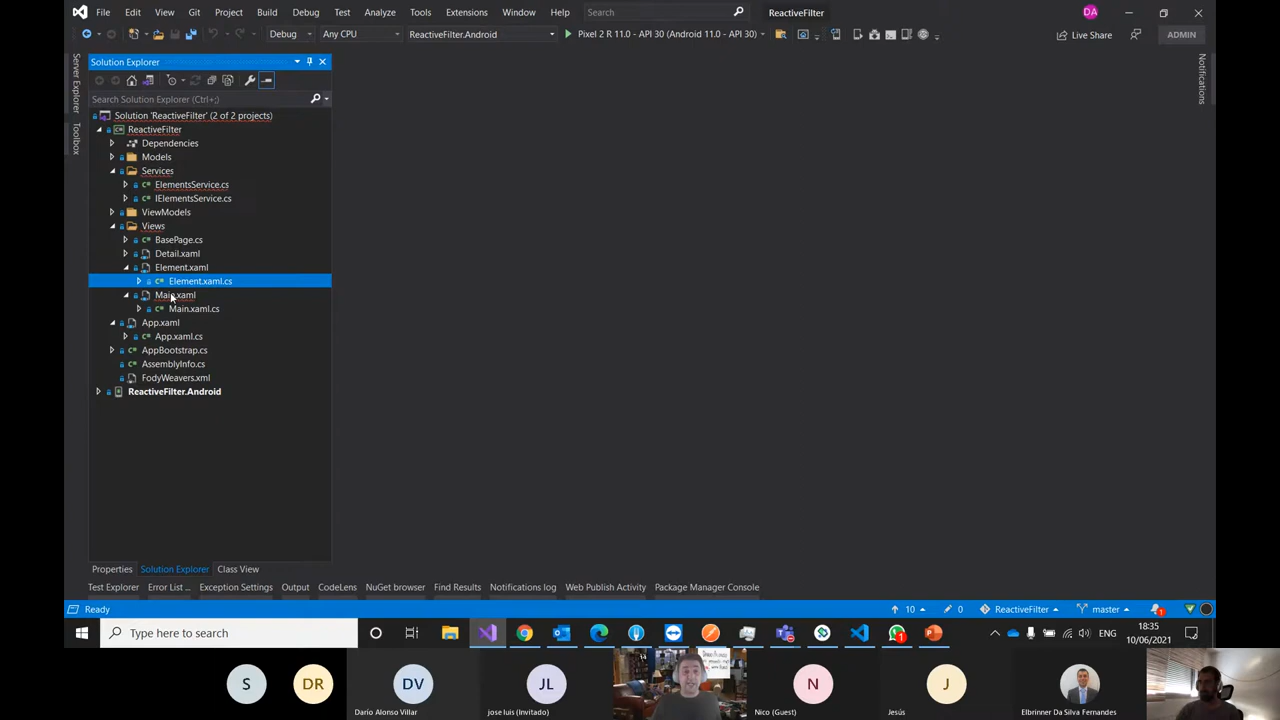 File Edit View Git Project Build Debug Test Analyze Tools Extensions Window Help Search ReactiveFilter DA
Debug Any CPU ReactiveFilter.Android Pixel 2 R 11.0 - API 30 (Android 11.0 - API 30) Live Share ADMIN
Server Explorer
Toolbox
Notifications
Solution Explorer
Search Solution Explorer (Ctrl+;)
Solution 'ReactiveFilter' (2 of 2 projects)
ReactiveFilter
Dependencies
Models
Services
ElementsService.cs
IElementsService.cs
ViewModels
Views
BasePage.cs
Detail.xaml
Element.xaml
Element.xaml.cs
Main.xaml
Main.xaml.cs
App.xaml
App.xaml.cs
AppBootstrap.cs
AssemblyInfo.cs
FodyWeavers.xml
ReactiveFilter.Android
Properties Solution Explorer Class View
Test Explorer Error List ... Exception Settings Output CodeLens NuGet browser Find Results Notifications log Web Publish Activity Package Manager Console
Ready 10 0 ReactiveFilter master 1
Type here to search 1 ENG 18:35
10/06/2021
S DR DV JL N J
Darío Alonso Villar jose luis (Invitado) Nico (Guest) Jesús Elbrinner Da Silva Fernandes